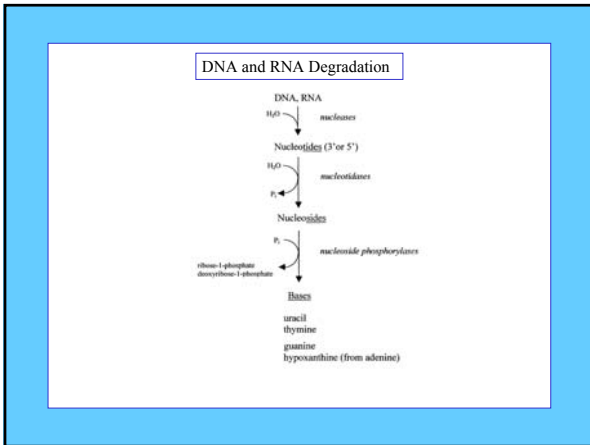 DNA and RNA Degradation
DNA, RNA
H₂O
nucleases
Nucleotides (3'or 5')
H₂O
nucleotidases
Pᵢ
Nucleosides
Pᵢ
nucleoside phosphorylases
ribose-1-phosphate
deoxyribose-1-phosphate
Bases
uracil
thymine
guanine
hypoxanthine (from adenine)